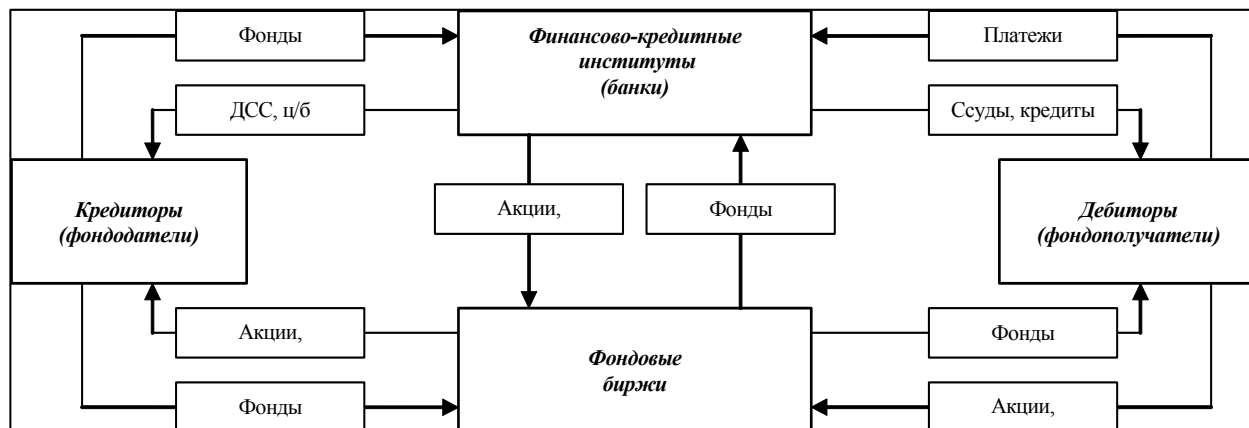 Фонды
Финансово-кредитные
институты
(банки)
Платежи
ДСС, ц/б
Ссуды, кредиты
Кредиторы
(фондодатели)
Акции,
Фонды
Дебиторы
(фондополучатели)
Акции,
Фондовые
биржи
Фонды
Фонды
Акции,